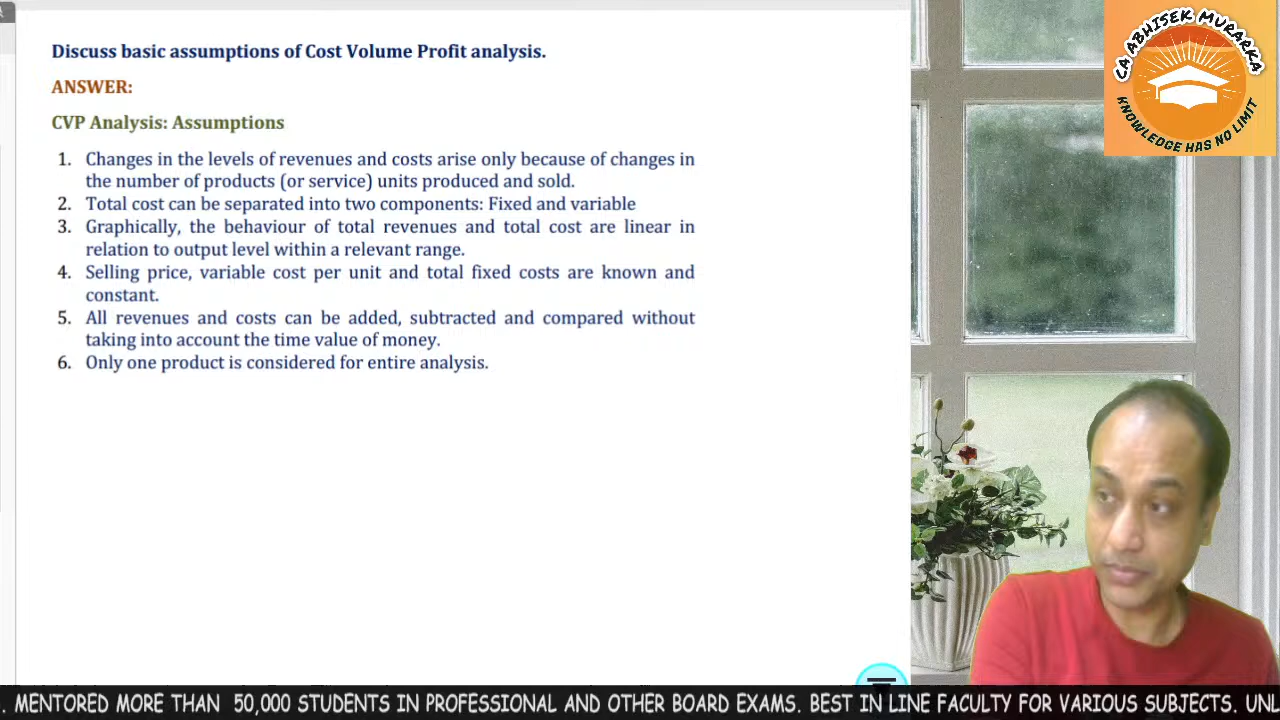 Discuss basic assumptions of Cost Volume Profit analysis.
ANSWER:
CVP Analysis: Assumptions
1. Changes in the levels of revenues and costs arise only because of changes in
the number of products (or service) units produced and sold.
2. Total cost can be separated into two components: Fixed and variable
3. Graphically, the behaviour of total revenues and total cost are linear in
relation to output level within a relevant range.
4. Selling price, variable cost per unit and total fixed costs are known and
constant.
5. All revenues and costs can be added, subtracted and compared without
taking into account the time value of money.
6. Only one product is considered for entire analysis.
CA ABHISEK MURARKA
KNOWLEDGE HAS NO LIMIT
. MENTORED MORE THAN 50,000 STUDENTS IN PROFESSIONAL AND OTHER BOARD EXAMS. BEST IN LINE FACULTY FOR VARIOUS SUBJECTS. UNL